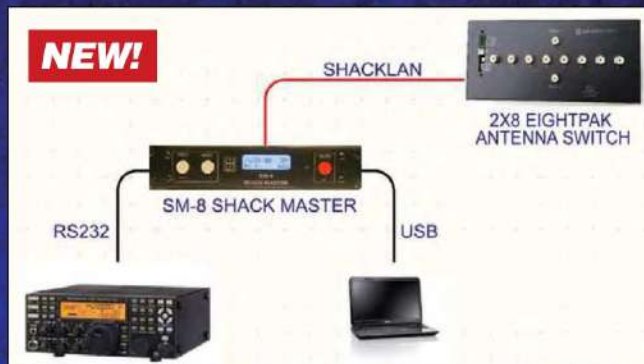 NEW!
SHACKLAN
2X8 EIGHTPAK
ANTENNA SWITCH
SM-8 SHACK MASTER
RS232
USB